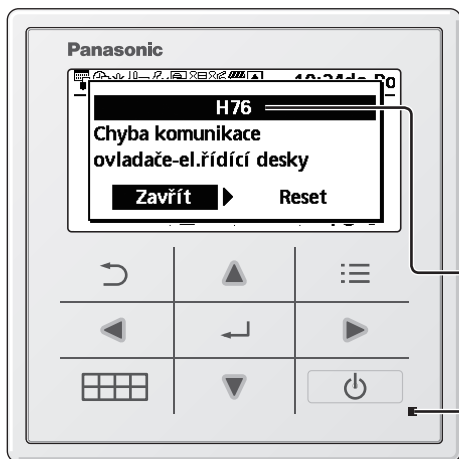 Panasonic
H76
Chyba komunikace
ovladače-el.řídící desky
Zavřít Reset